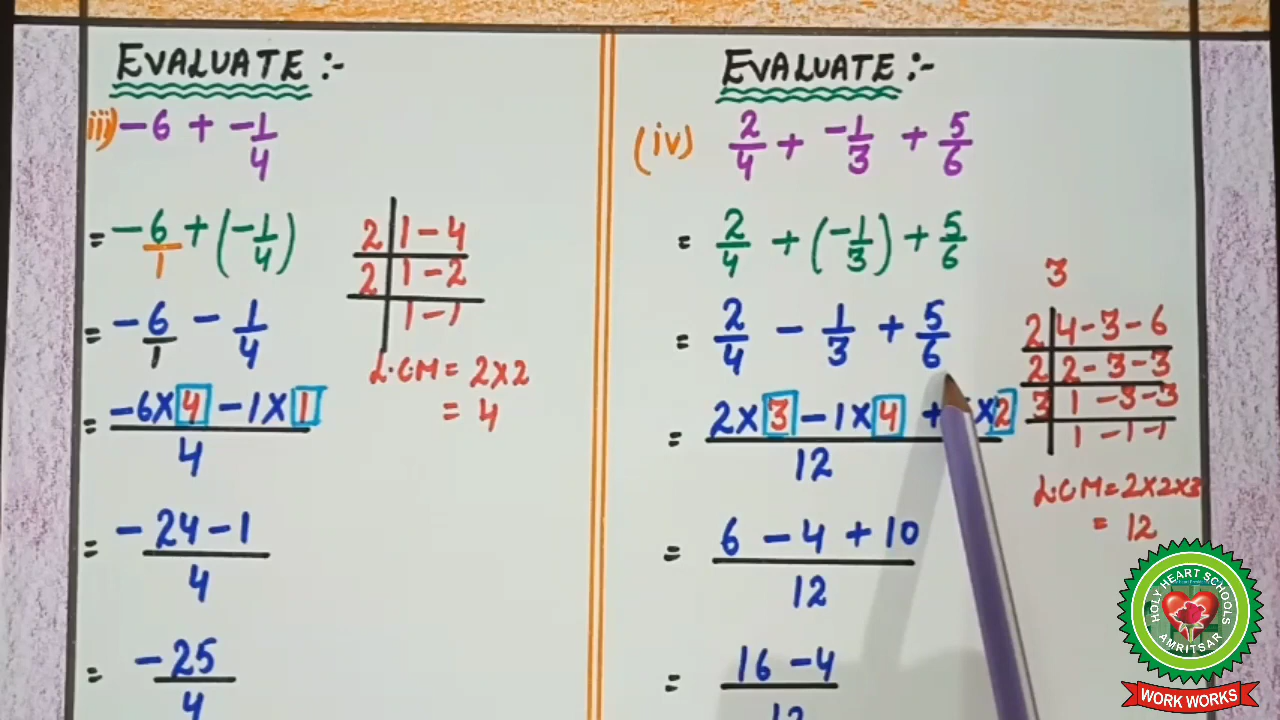 EVALUATE :-
iii) -6 + -1/4
= -6/1 + (-1/4)
2 | 1 - 4
2 | 1 - 2
1 - 1
= -6/1 - 1/4
L.CM = 2×2
= 4
= -6×4 -1×1 / 4
= -24-1 / 4
= -25 / 4
EVALUATE :-
(iv) 2/4 + -1/3 + 5/6
= 2/4 + (-1/3) + 5/6
3
= 2/4 - 1/3 + 5/6
2 | 4-3-6
2 | 2-3-3
3 | 1-3-3
1-1-1
L.CM = 2×2×3
= 12
= 2×3 -1×4 + ×2 / 12
= 6-4+10 / 12
= 16-4 / 12
HOLY HEART SCHOOLS
AMRITSAR
WORK WORKS